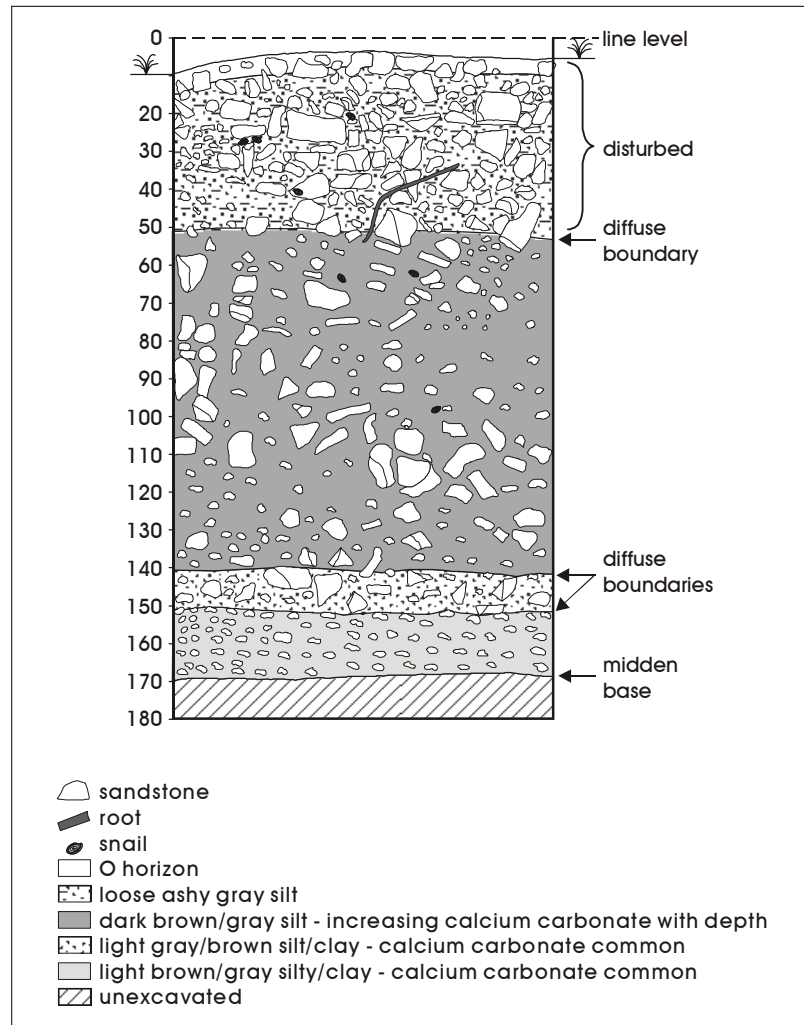 0
line level
20
30
disturbed
40
50
diffuse
boundary
60
70
80
90
100
110
120
130
140
diffuse
boundaries
150
160
170
midden
base
180
sandstone
root
snail
O horizon
loose ashy gray silt
dark brown/gray silt - increasing calcium carbonate with depth
light gray/brown silt/clay - calcium carbonate common
light brown/gray silty/clay - calcium carbonate common
unexcavated